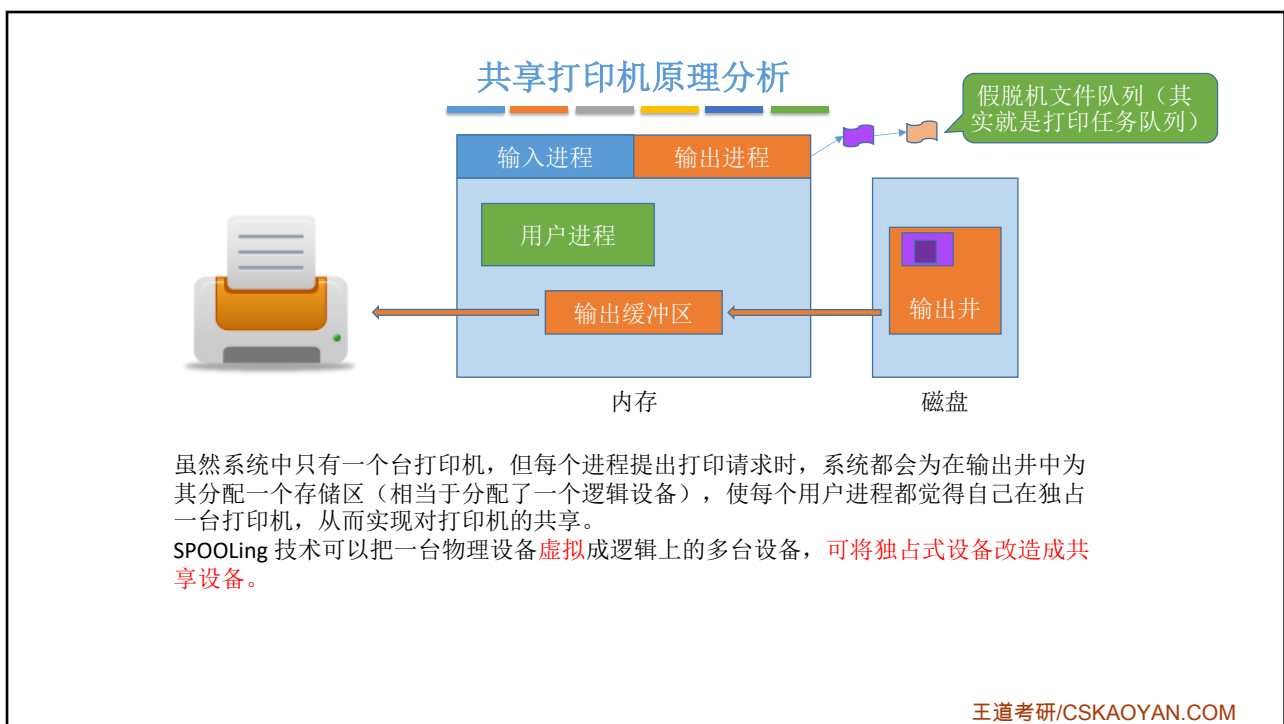 共享打印机原理分析
假脱机文件队列（其
实就是打印任务队列）
输入进程
输出进程
用户进程
输出缓冲区
输出井
内存
磁盘
虽然系统中只有一个台打印机，但每个进程提出打印请求时，系统都会为在输出井中为
其分配一个存储区（相当于分配了一个逻辑设备），使每个用户进程都觉得自己在独占
一台打印机，从而实现对打印机的共享。
SPOOLing 技术可以把一台物理设备虚拟成逻辑上的多台设备，可将独占式设备改造成共
享设备。
王道考研/CSKAOYAN.COM